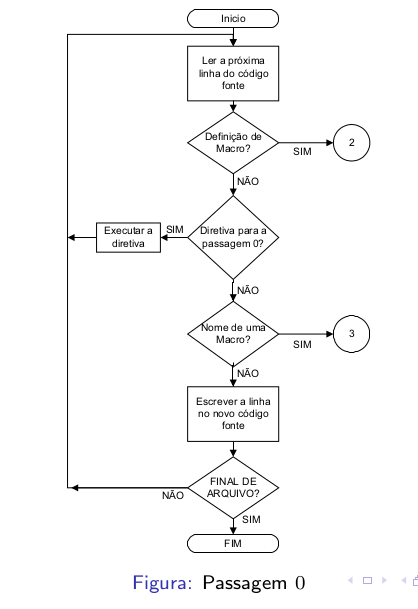 Inicio
Ler a próxima
linha do código
fonte
Definição de
Macro?
SIM
2
NÃO
Diretiva para a
passagem 0?
SIM
Executar a
diretiva
NÃO
Nome de uma
Macro?
SIM
3
NÃO
Escrever a linha
no novo código
fonte
FINAL DE
ARQUIVO?
NÃO
SIM
FIM
Figura: Passagem 0